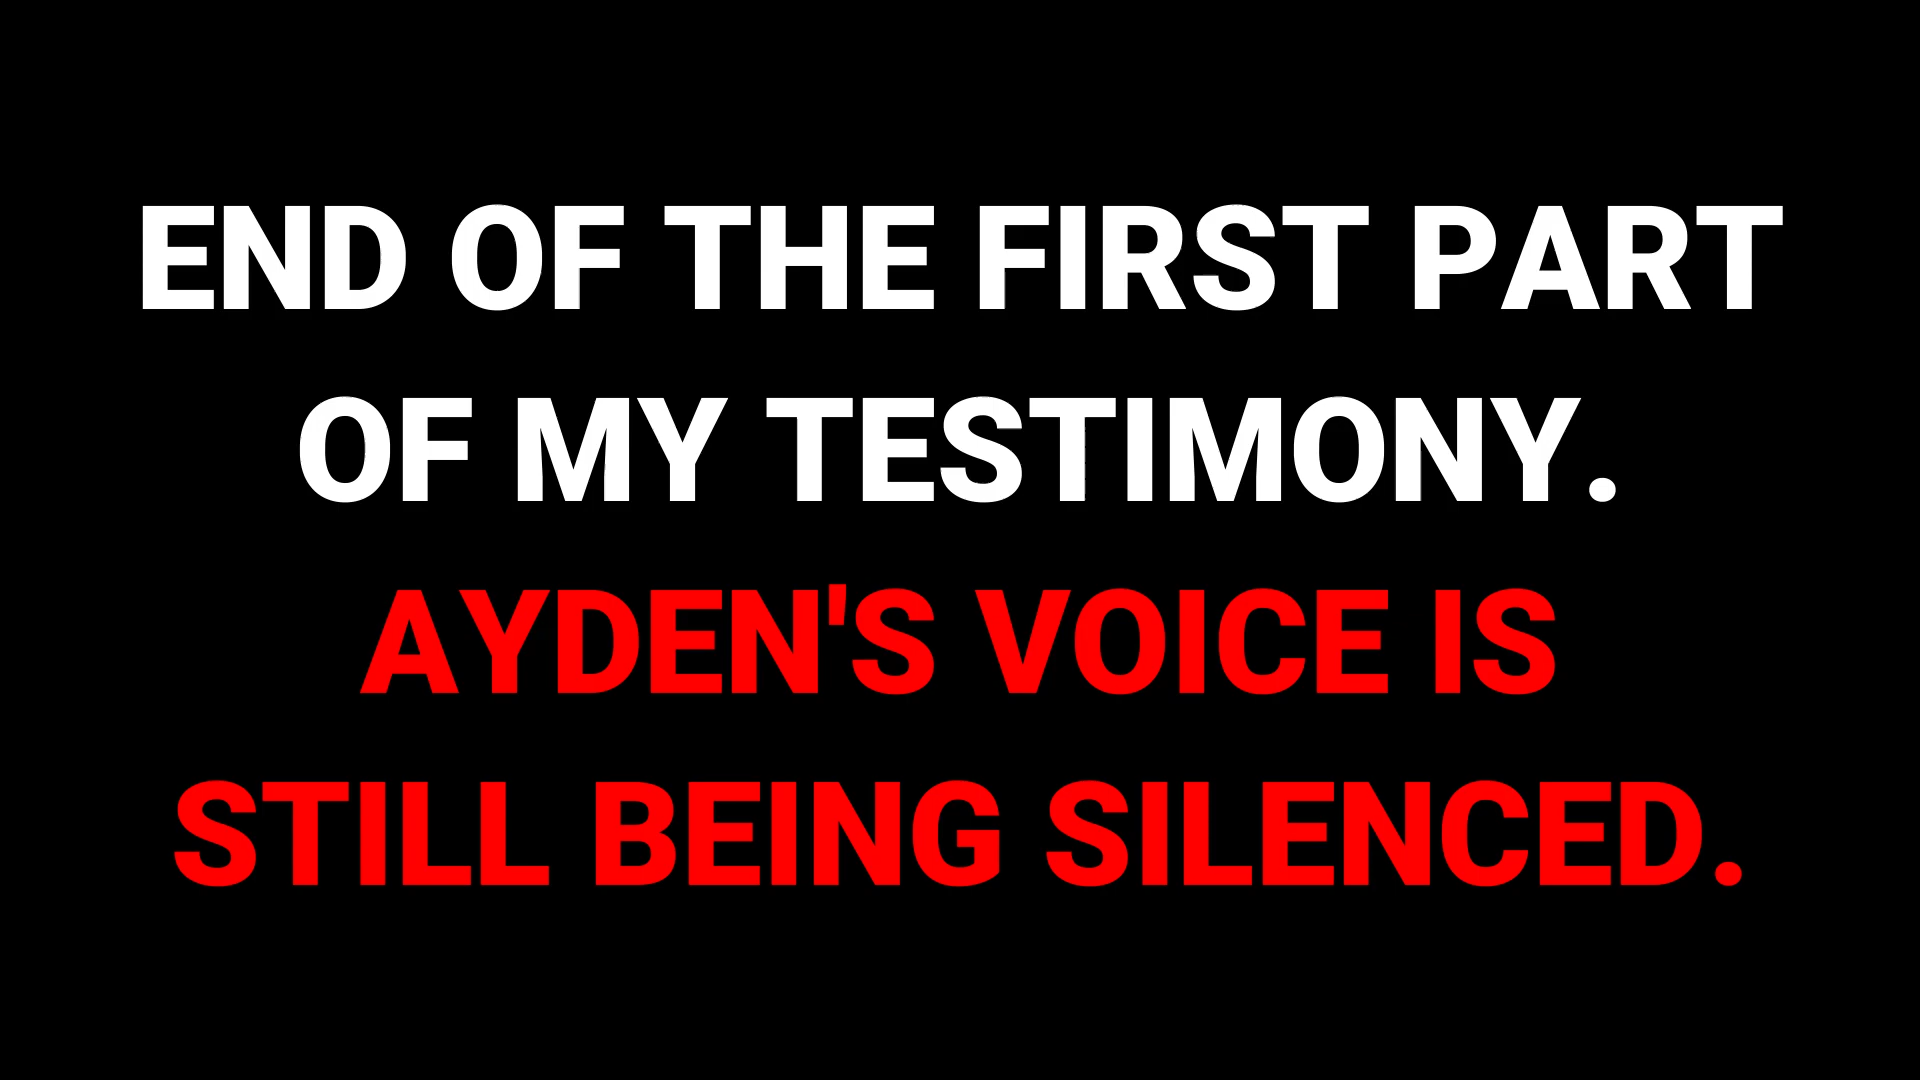 END OF THE FIRST PART
OF MY TESTIMONY.
AYDEN'S VOICE IS
STILL BEING SILENCED.